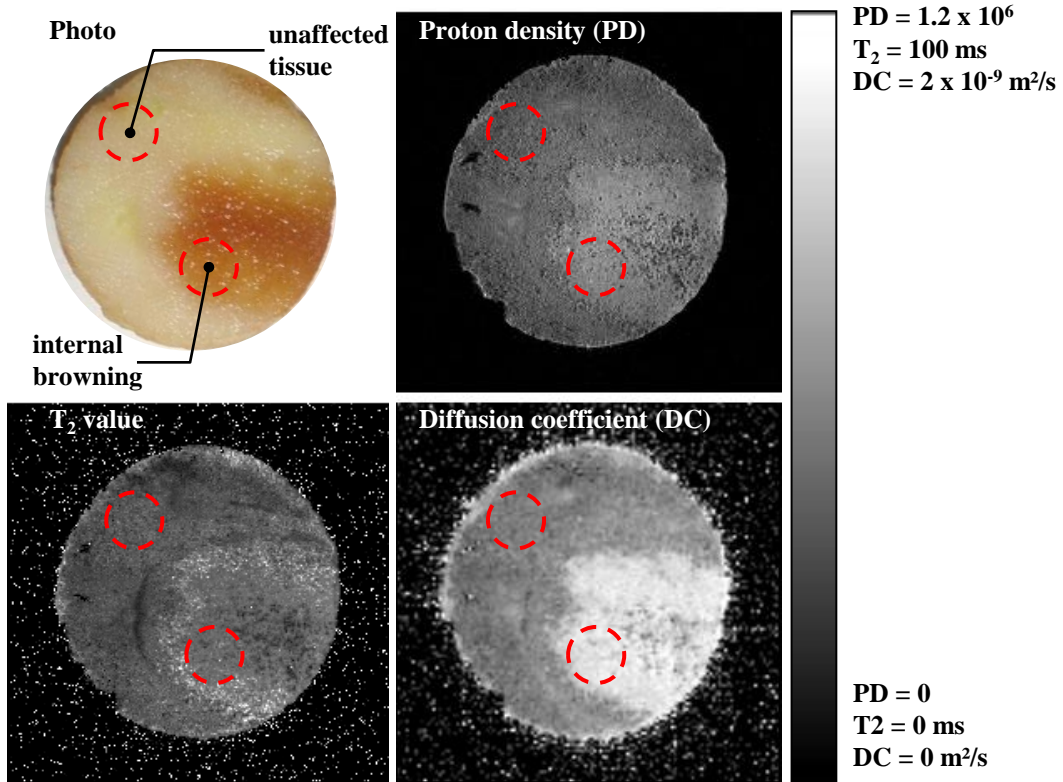 Photo
unaffected
tissue
internal
browning
Proton density (PD)
T₂ value
Diffusion coefficient (DC)
PD = 1.2 x 10⁶
T₂ = 100 ms
DC = 2 x 10⁻⁹ m²/s
PD = 0
T2 = 0 ms
DC = 0 m²/s